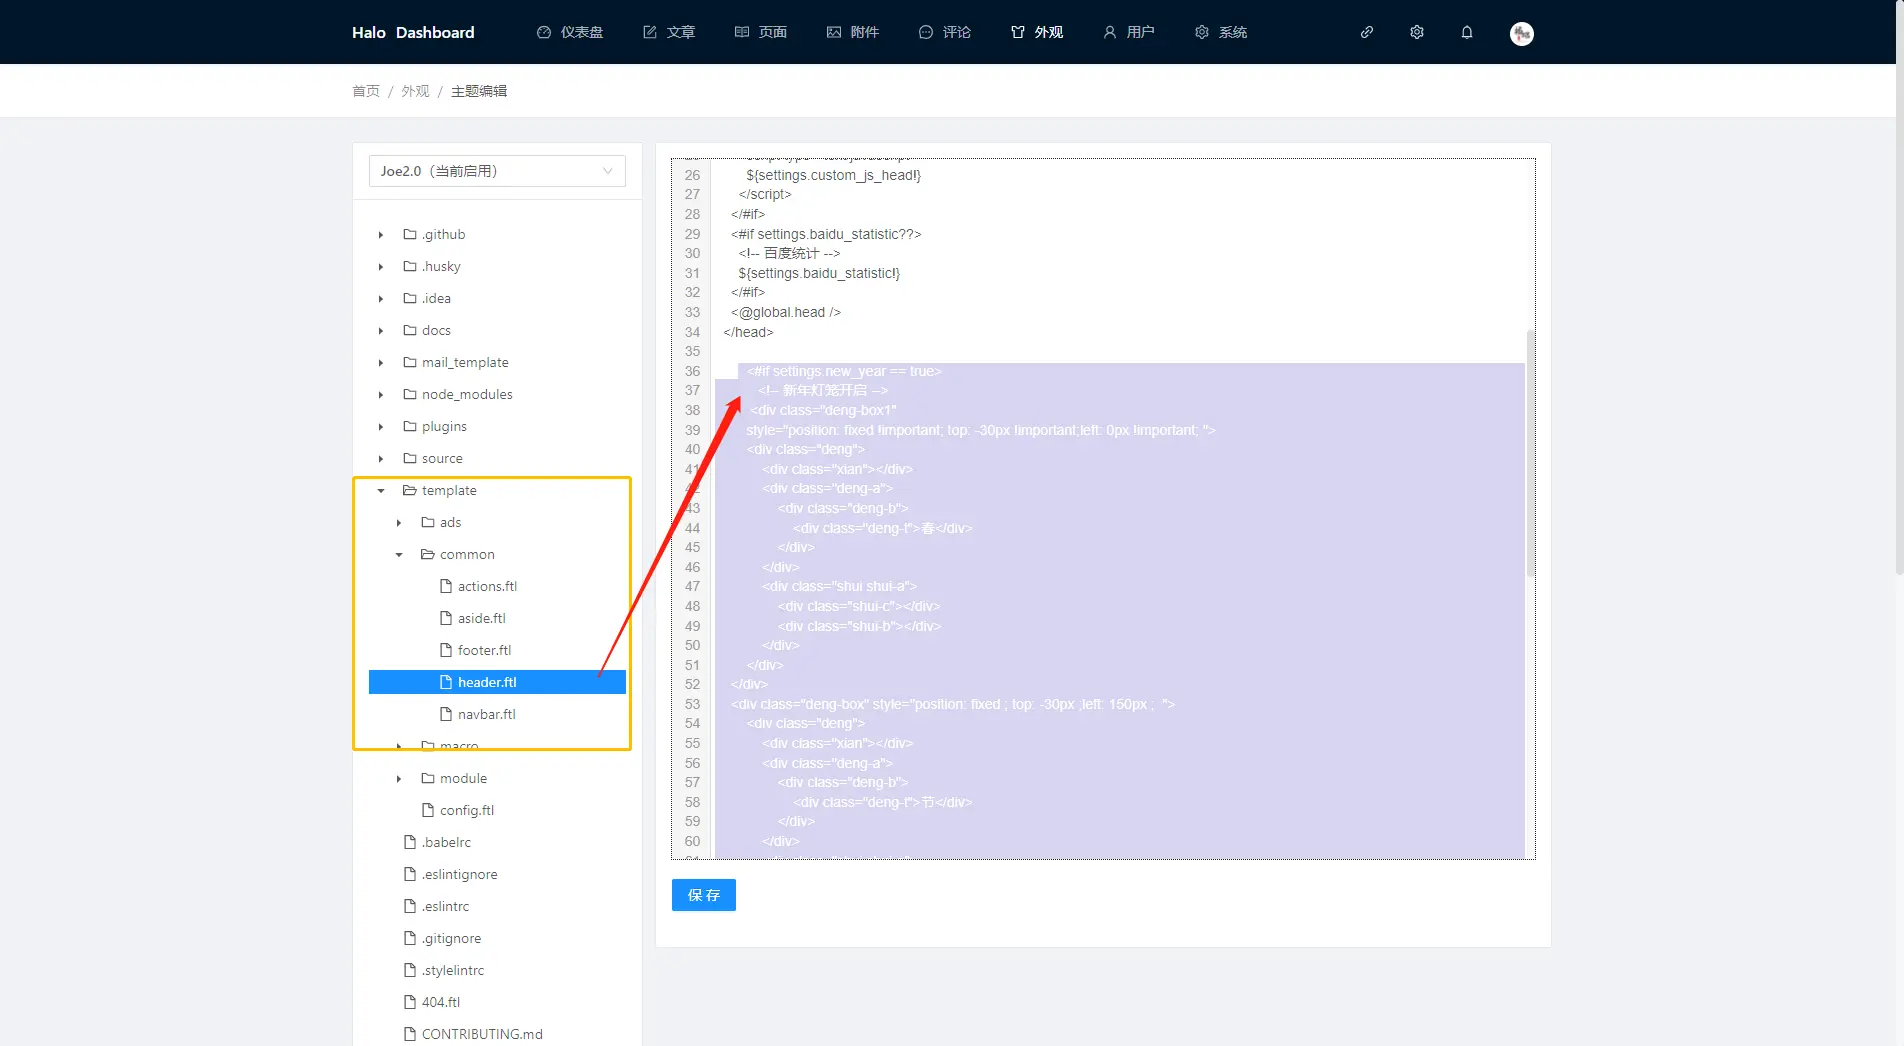 Halo Dashboard
仪表盘
文章
页面
附件
评论
外观
用户
系统
首页 / 外观 / 主题编辑
Joe2.0（当前启用）
.github
.husky
.idea
docs
mail_template
node_modules
plugins
source
template
ads
common
actions.ftl
aside.ftl
footer.ftl
header.ftl
navbar.ftl
macro
module
config.ftl
.babelrc
.eslintignore
.eslintrc
.gitignore
.stylelintrc
404.ftl
CONTRIBUTING.md
26 ${settings.custom_js_head!}
27 </script>
28 </#if>
29 <#if settings.baidu_statistic??>
30 <!-- 百度统计 -->
31 ${settings.baidu_statistic!}
32 </#if>
33 <@global.head />
34 </head>
35
36 <#if settings.new_year == true>
37 <!-- 新年灯笼开启 -->
38 <div class="deng-box1"
39 style="position: fixed !important; top: -30px !important;left: 0px !important; ">
40 <div class="deng">
41 <div class="xian"></div>
42 <div class="deng-a">
43 <div class="deng-b">
44 <div class="deng-t">春</div>
45 </div>
46 </div>
47 <div class="shui shui-a">
48 <div class="shui-c"></div>
49 <div class="shui-b"></div>
50 </div>
51 </div>
52 </div>
53 <div class="deng-box" style="position: fixed ; top: -30px ;left: 150px ;  ">
54 <div class="deng">
55 <div class="xian"></div>
56 <div class="deng-a">
57 <div class="deng-b">
58 <div class="deng-t">节</div>
59 </div>
60 </div>
保 存